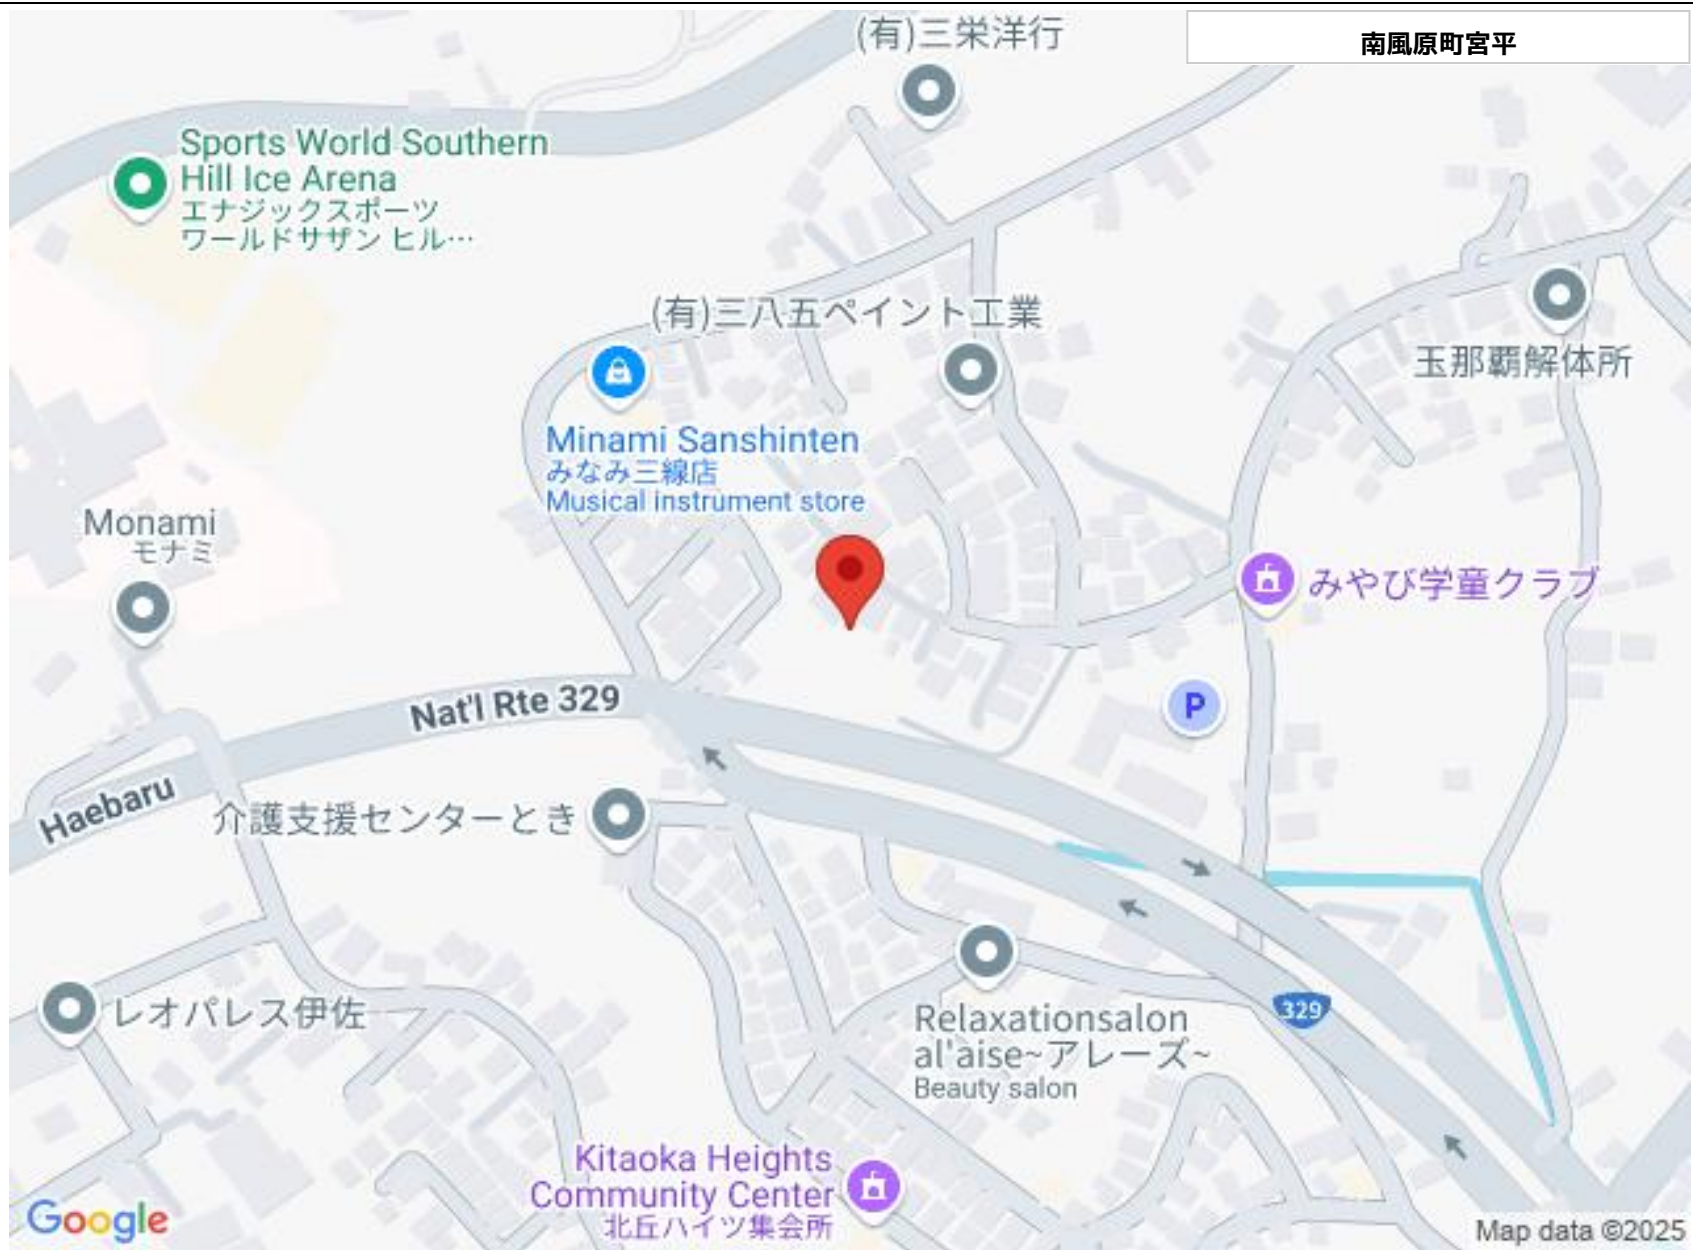 (有)三栄洋行
南風原町宮平
Sports World Southern
Hill Ice Arena
エナジックスポーツ
ワールドサザン ヒル…
(有)三八五ペイント工業
玉那覇解体所
Minami Sanshinten
みなみ三線店
Musical instrument store
Monami
モナミ
みやび学童クラブ
Nat'l Rte 329
P
Haebaru
介護支援センターとき
レオパレス伊佐
329
Relaxationsalon
al'aise~アレーズ~
Beauty salon
Kitaoka Heights
Community Center
北丘ハイツ集会所
Google
Map data ©2025